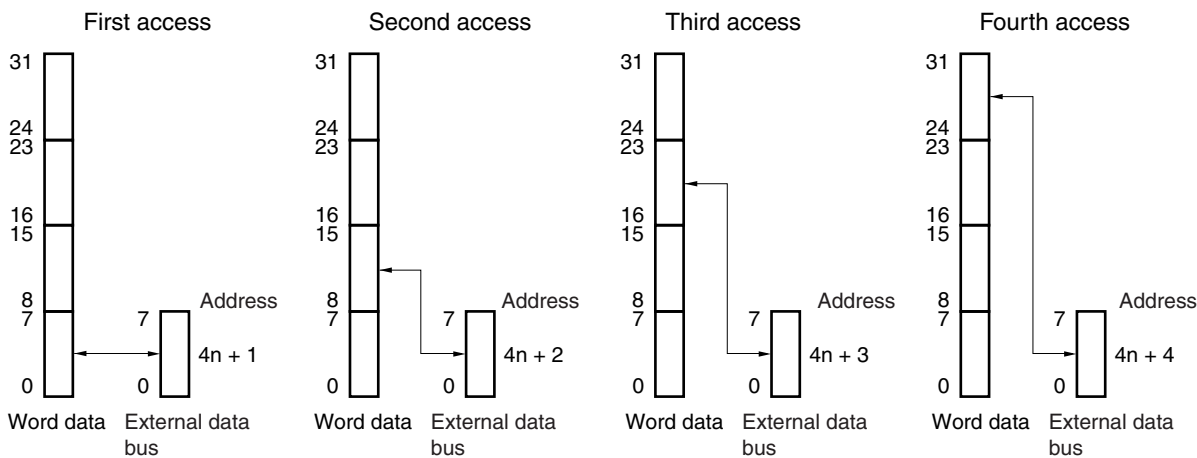 First access
31
24
23
16
15
8
7
0
Address
7
4n + 1
0
Word data
External data
bus
Second access
31
24
23
16
15
8
7
0
Address
7
4n + 2
0
Word data
External data
bus
Third access
31
24
23
16
15
8
7
0
Address
7
4n + 3
0
Word data
External data
bus
Fourth access
31
24
23
16
15
8
7
0
Address
7
4n + 4
0
Word data
External data
bus